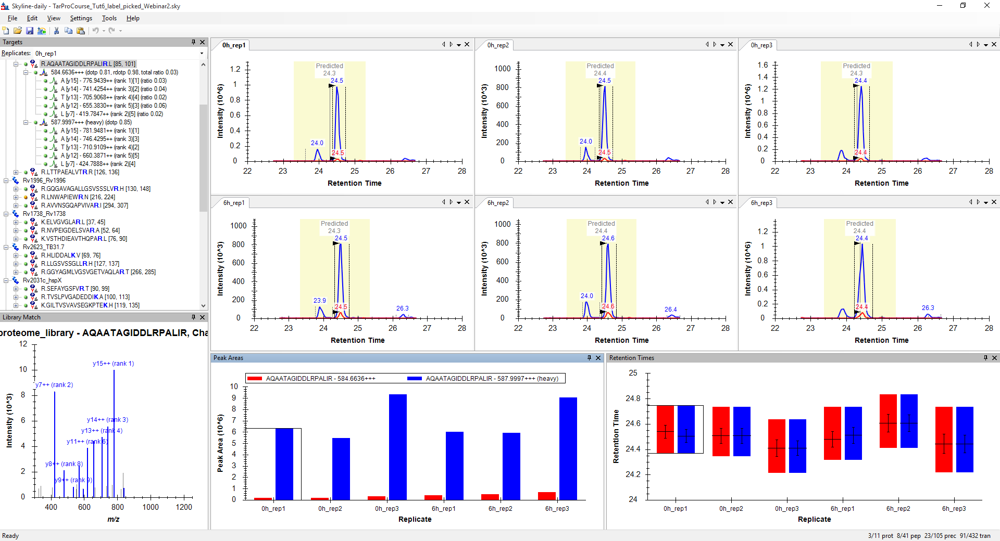 Skyline-daily - TarProCourse_Tut6_label_picked_Webinar2.sky
File Edit View Settings Tools Help
Targets
Replicates: 0h_rep1
R.AQAATAGIDDLRPALIR.L [85, 101]
584.6636+++ (dotp 0.81, rdotp 0.98, total ratio 0.03)
A [y15] - 776.9439++ (rank 1)[1] (ratio 0.03)
A [y14] - 741.4254++ (rank 3)[2] (ratio 0.04)
T [y13] - 705.9068++ (rank 4)[4] (ratio 0.02)
A [y12] - 655.3830++ (rank 5)[3] (ratio 0.06)
L [y7] - 419.7847++ (rank 2)[5] (ratio 0.02)
587.9997+++ (heavy) (dotp 0.85)
A [y15] - 781.9481++ (rank 1)[1]
A [y14] - 746.4295++ (rank 3)[3]
T [y13] - 710.9109++ (rank 4)[2]
A [y12] - 660.3871++ (rank 5)[5]
L [y7] - 424.7888++ (rank 2)[4]
R.LTTPAEALVTR.R [126, 136]
Rv1996_Rv1996
R.GQGAVAGALLGSVSSSLVR.H [130, 148]
R.LNWAPIEWR.N [216, 224]
R.AVVNSGQAPVIVAR.I [294, 307]
Rv1738_Rv1738
K.ELVGVGLAR.L [37, 45]
R.NVPEIGDELSVAR.A [52, 64]
K.VSTHDIEAVTHQPAR.L [76, 90]
Rv2623_TB31.7
R.HLIDDALK.V [69, 76]
R.LLGSVSSGLLR.H [127, 137]
R.GGYAGMLVGSVGETVAQLAR.T [266, 285]
Rv2031c_hspX
R.SEFAYGSFVR.T [90, 99]
R.TVSLPVGADEDDIK.A [100, 113]
K.GILTVSVAVSEGKPTEK.H [119, 135]
Library Match
proteome_library - AQAATAGIDDLRPALIR, Cha
Intensity (10^3)
12
10
8
6
4
2
0
y15++ (rank 1)
y7++ (rank 2)
y14++ (rank 3)
y13++ (rank 4)
y11++ (rank 6)
y8++ (rank 8)
y9++ (rank 9)
400 600 800 1000 1200
m/z
0h_rep1
Intensity (10^6)
1.2
1
0.8
0.6
0.4
0.2
0
Predicted
24.3
24.5
24.0
24.5
22 23 24 25 26 27 28
Retention Time
0h_rep2
Intensity (10^3)
1000
800
600
400
200
0
Predicted
24.4
24.5
24.0
24.5
22 23 24 25 26 27 28
Retention Time
0h_rep3
Intensity (10^6)
1.6
1.4
1.2
1
0.8
0.6
0.4
0.2
0
Predicted
24.3
24.4
24.4
22 23 24 25 26 27 28
Retention Time
6h_rep1
Intensity (10^3)
1000
800
600
400
200
0
Predicted
24.3
24.5
23.9
24.5
26.3
22 23 24 25 26 27 28
Retention Time
6h_rep2
Intensity (10^3)
1000
800
600
400
200
0
Predicted
24.4
24.6
24.0
24.6
26.4
22 23 24 25 26 27 28
Retention Time
6h_rep3
Intensity (10^6)
1.2
1
0.8
0.6
0.4
0.2
0
Predicted
24.4
24.4
24.4
26.3
22 23 24 25 26 27 28
Retention Time
Peak Areas
AQAATAGIDDLRPALIR - 584.6636+++ AQAATAGIDDLRPALIR - 587.9997+++ (heavy)
Peak Area (10^6)
10
9
8
7
6
5
4
3
2
1
0
0h_rep1 0h_rep2 0h_rep3 6h_rep1 6h_rep2 6h_rep3
Replicate
Retention Times
Retention Time
25
24.8
24.6
24.4
24.2
24
0h_rep1 0h_rep2 0h_rep3 6h_rep1 6h_rep2 6h_rep3
Replicate
Ready
3/11 prot 8/41 pep 23/105 prec 91/432 tran